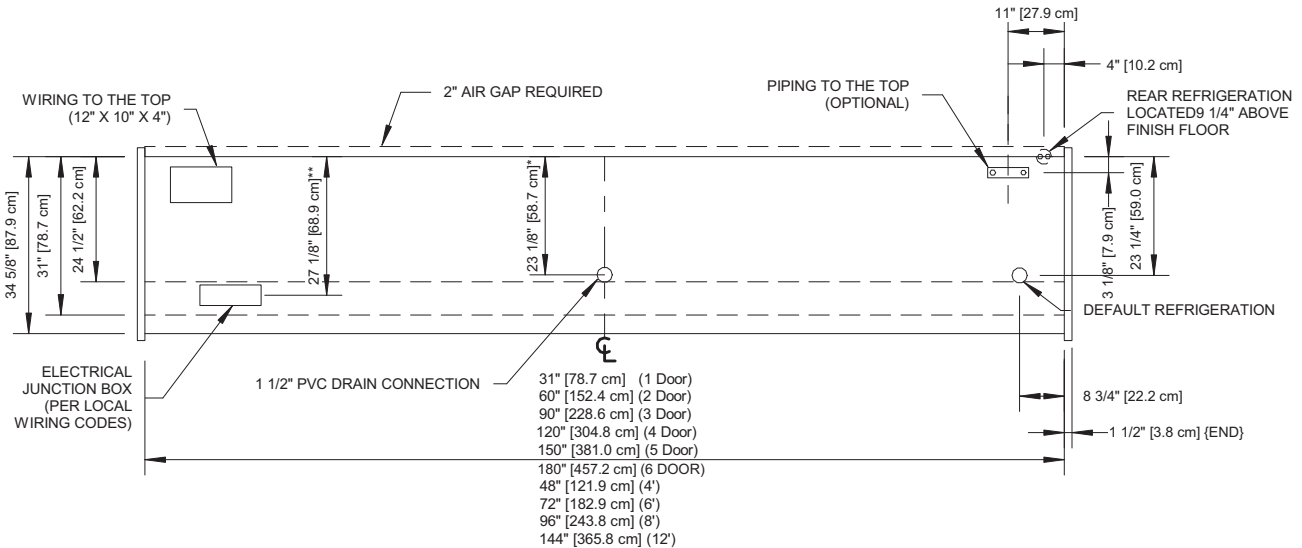 11" [27.9 cm]
4" [10.2 cm]
WIRING TO THE TOP
(12" X 10" X 4")
2" AIR GAP REQUIRED
PIPING TO THE TOP
(OPTIONAL)
REAR REFRIGERATION
LOCATED9 1/4" ABOVE
FINISH FLOOR
34 5/8" [87.9 cm]
31" [78.7 cm]
24 1/2" [62.2 cm]
27 1/8" [68.9 cm]**
23 1/8" [58.7 cm]*
3 1/8" [7.9 cm]
23 1/4" [59.0 cm]
DEFAULT REFRIGERATION
ELECTRICAL
JUNCTION BOX
(PER LOCAL
WIRING CODES)
1 1/2" PVC DRAIN CONNECTION
℄
31" [78.7 cm] (1 Door)
60" [152.4 cm] (2 Door)
90" [228.6 cm] (3 Door)
120" [304.8 cm] (4 Door)
150" [381.0 cm] (5 Door)
180" [457.2 cm] (6 DOOR)
48" [121.9 cm] (4')
72" [182.9 cm] (6')
96" [243.8 cm] (8')
144" [365.8 cm] (12')
8 3/4" [22.2 cm]
1 1/2" [3.8 cm] {END}